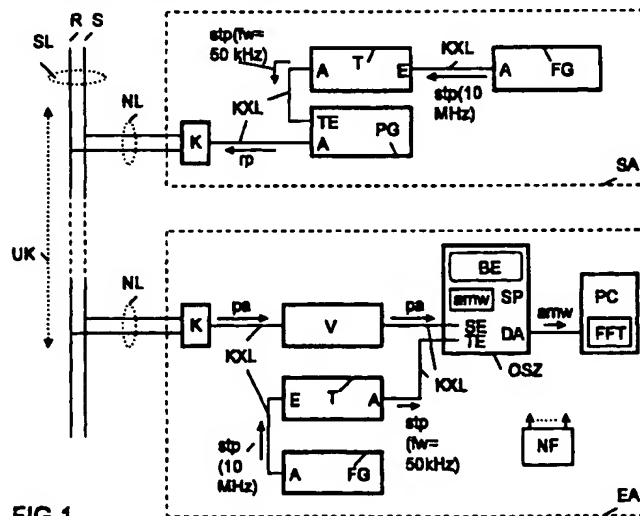 R S
SL
stp(fw=
50 kHz)
T
KXL
A
E
A
FG
stp(10
MHz)
KXL
NL
TE
A
PG
K
rp
SA
UK
NL
BE
amw
SP
SE
TE
DA
OSZ
amw
PC
FFT
pa
pa
K
V
KXL
KXL
E
T
A
stp
(fw=
50kHz)
stp
(10
MHz)
A
FG
NF
EA
FIG 1